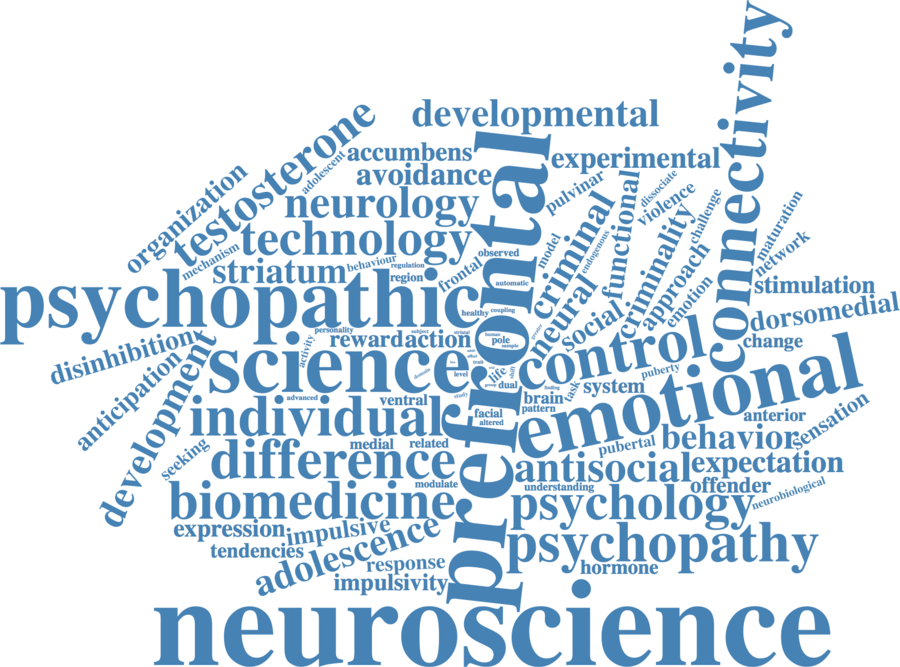 connectivity
developmental
testosterone
adolescent
accumbens
experimental
avoidance
organization
neurology
pulvinar
dissociate
violence
technology
mechanism
striatum
behaviour
regulation
region
frontal
observed
automatic
model
criminal
endogenous
functional
criminality
challenge
maturation
network
approach
emotion
stimulation
psychopathic
prefrontal
healthy
coupling
neural
social
dorsomedial
change
disinhibition
anticipation
development
activity
personality
subject
reward
action
human
pole
sample
science
control
level
life
shift
group
dual
finding
task
system
puberty
emotional
advanced
ventral
study
brain
pattern
individual
facial
altered
anterior
sensation
seeking
medial
related
pubertal
behavior
difference
modulate
antisocial
expectation
understanding
offender
neurobiological
biomedicine
psychology
expression
impulsive
tendencies
adolescence
response
impulsivity
psychopathy
hormone
neuroscience